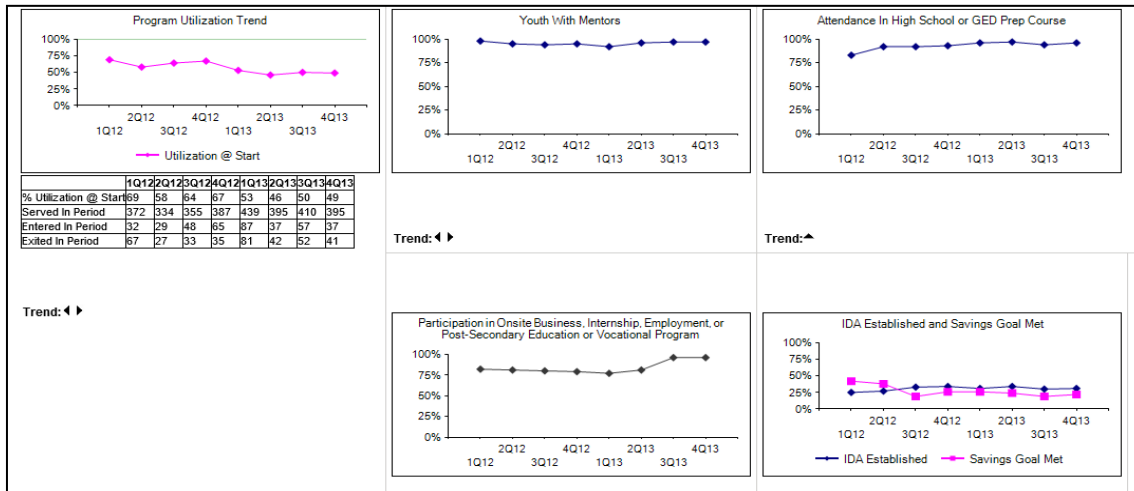 Program Utilization Trend
100%
75%
50%
25%
0%
2Q12 4Q12 2Q13 4Q13
1Q12 3Q12 1Q13 3Q13
Utilization @ Start
1Q12 2Q12 3Q12 4Q12 1Q13 2Q13 3Q13 4Q13
% Utilization @ Start 69 58 64 67 53 46 50 49
Served In Period 372 334 355 387 439 395 410 395
Entered In Period 32 29 48 65 87 37 57 37
Exited In Period 67 27 33 35 81 42 52 41
Trend:
Youth With Mentors
100%
75%
50%
25%
0%
2Q12 4Q12 2Q13 4Q13
1Q12 3Q12 1Q13 3Q13
Trend:
Attendance In High School or GED Prep Course
100%
75%
50%
25%
0%
2Q12 4Q12 2Q13 4Q13
1Q12 3Q12 1Q13 3Q13
Trend:
Participation in Onsite Business, Internship, Employment, or
Post-Secondary Education or Vocational Program
100%
75%
50%
25%
0%
2Q12 4Q12 2Q13 4Q13
1Q12 3Q12 1Q13 3Q13
IDA Established and Savings Goal Met
100%
75%
50%
25%
0%
2Q12 4Q12 2Q13 4Q13
1Q12 3Q12 1Q13 3Q13
IDA Established Savings Goal Met